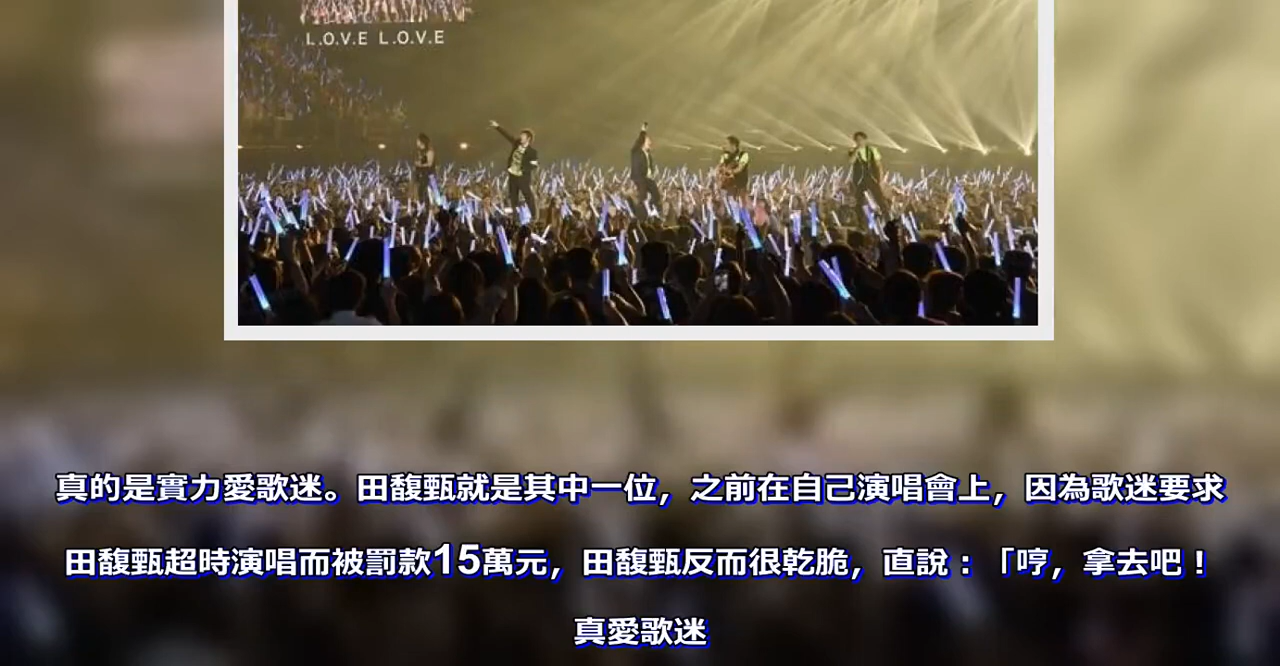 L.O.V.E L.O.V.E
真的是實力愛歌迷。田馥甄就是其中一位，之前在自己演唱會上，因為歌迷要求
田馥甄超時演唱而被罰款15萬元，田馥甄反而很乾脆，直說：「哼，拿去吧！
真愛歌迷